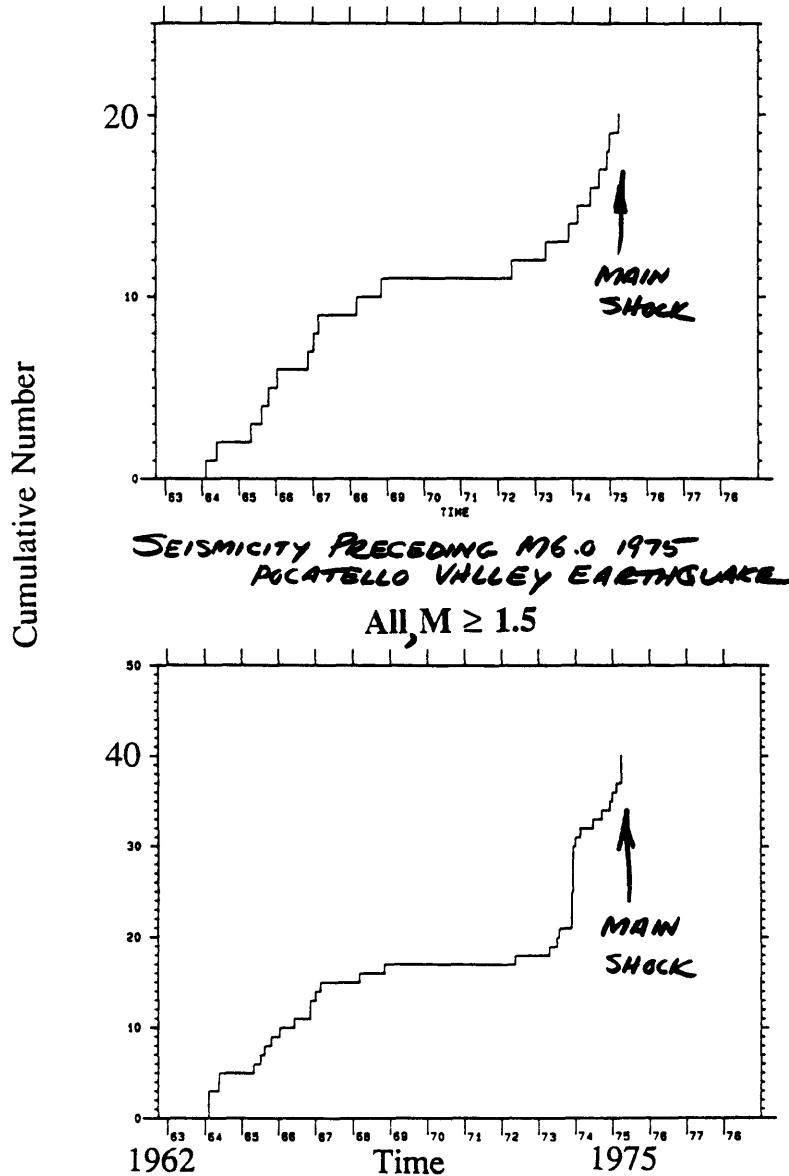 Cumulative Number
20
10
0
63 64 65 66 67 68 69 70 71 72 73 74 75 76 77 76
TIME
MAIN
SHOCK
SEISMICITY PRECEDING M6.0 1975
POCATELLO VALLEY EARTHQUAKE
All, M ≥ 1.5
50
40
30
20
10
0
MAIN
SHOCK
63 64 65 66 67 68 69 70 71 72 73 74 75 76 77 76
1962 Time 1975